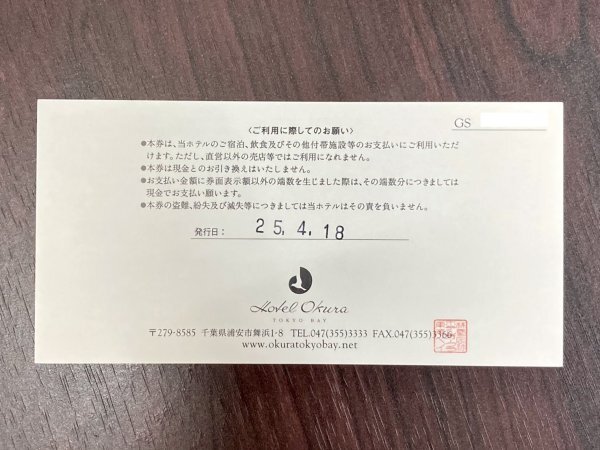 GS
〈ご利用に際してのお願い〉
●本券は、当ホテルのご宿泊、飲食及びその他付帯施設等のお支払いにご利用いただ
けます。ただし、直営以外の売店等ではご利用になれません。
●本券は現金とのお引き換えはいたしません。
●お支払い金額に券面表示額以外の端数を生じました際は、その端数分につきましては
現金でお支払い願います。
●本券の盗難、紛失及び滅失等につきましては当ホテルはその責を負いません。
発行日： 25.4.18
Hotel Okura
TOKYO BAY
〒279-8585 千葉県浦安市舞浜1-8 TEL.047(355)3333 FAX.047(355)3366
www.okuratokyobay.net